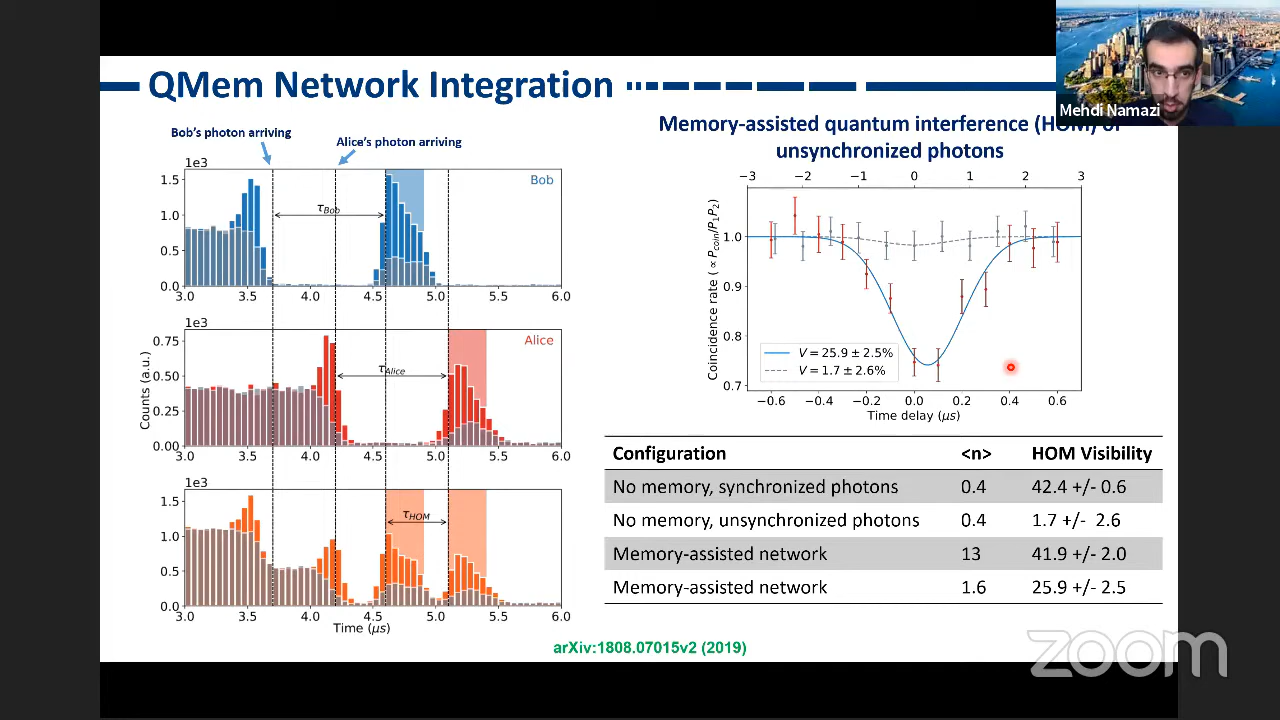 QMem Network Integration
Mehdi Namazi
Bob's photon arriving
Alice's photon arriving
1e3
Bob
1.5
1.0
0.5
0.0
τBob
3.0 3.5 4.0 4.5 5.0 5.5 6.0
1e3
Alice
0.75
0.50
0.25
0.00
τAlice
3.0 3.5 4.0 4.5 5.0 5.5 6.0
Counts (a.u.)
1e3
1.5
1.0
0.5
0.0
τHOM
3.0 3.5 4.0 4.5 5.0 5.5 6.0
Time (μs)
Memory-assisted quantum interference (HOM) of
unsynchronized photons
−3 −2 −1 0 1 2 3
Coincidence rate (∝Pcoin/P1P2)
1.0
0.9
0.8
0.7
V = 25.9 ± 2.5%
V = 1.7 ± 2.6%
−0.6 −0.4 −0.2 0.0 0.2 0.4 0.6
Time delay (μs)
Configuration <n> HOM Visibility
No memory, synchronized photons 0.4 42.4 +/- 0.6
No memory, unsynchronized photons 0.4 1.7 +/- 2.6
Memory-assisted network 13 41.9 +/- 2.0
Memory-assisted network 1.6 25.9 +/- 2.5
arXiv:1808.07015v2 (2019)
zoom